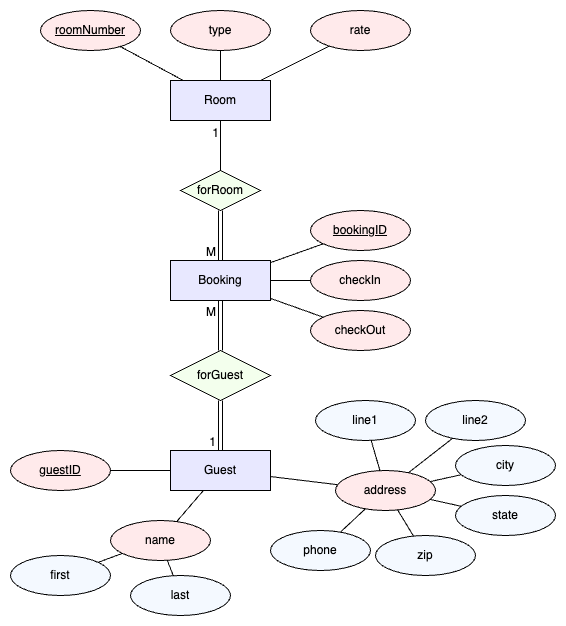 roomNumber
type
rate
Room
1
forRoom
M
bookingID
Booking
checkIn
M
checkOut
forGuest
line1
line2
1
guestID
Guest
city
address
state
name
phone
zip
first
last